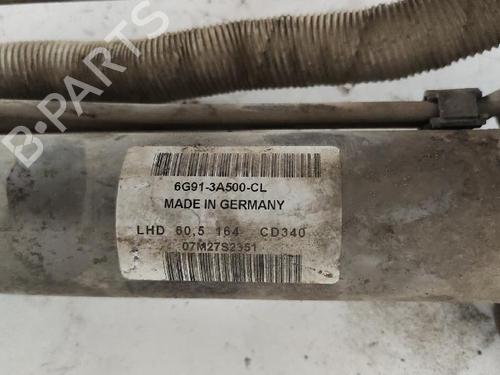 B-PARTS
6G91-3A500-CL
MADE IN GERMANY
LHD 60,5 164 CD340
07M27S2351